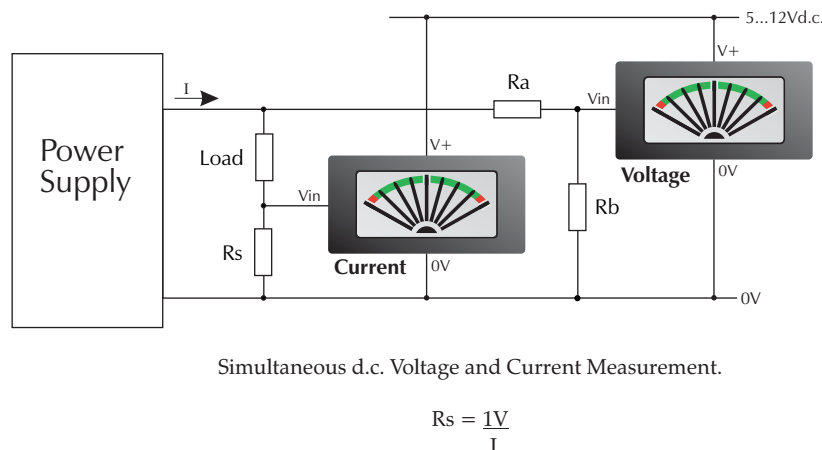 5...12Vd.c.
V+
I
Ra
Vin
Power
Supply
Load
V+
Voltage
0V
Vin
Rb
Rs
Current
0V
0V
Simultaneous d.c. Voltage and Current Measurement.
Rs = 1V
I